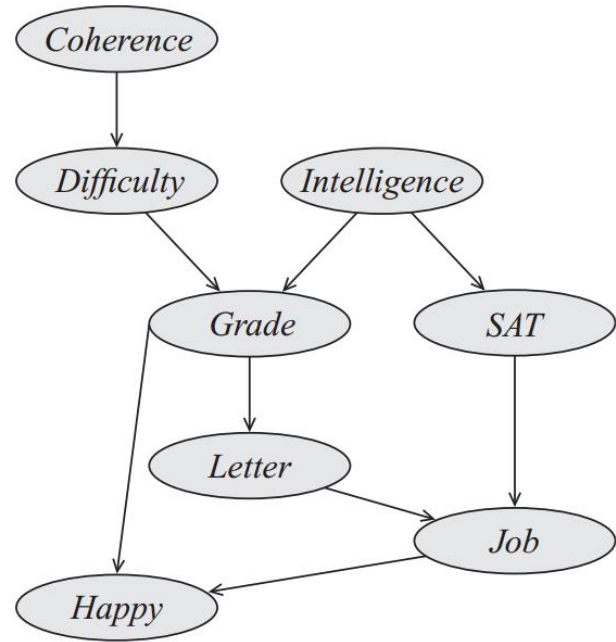 Coherence
Difficulty
Intelligence
Grade
SAT
Letter
Job
Happy